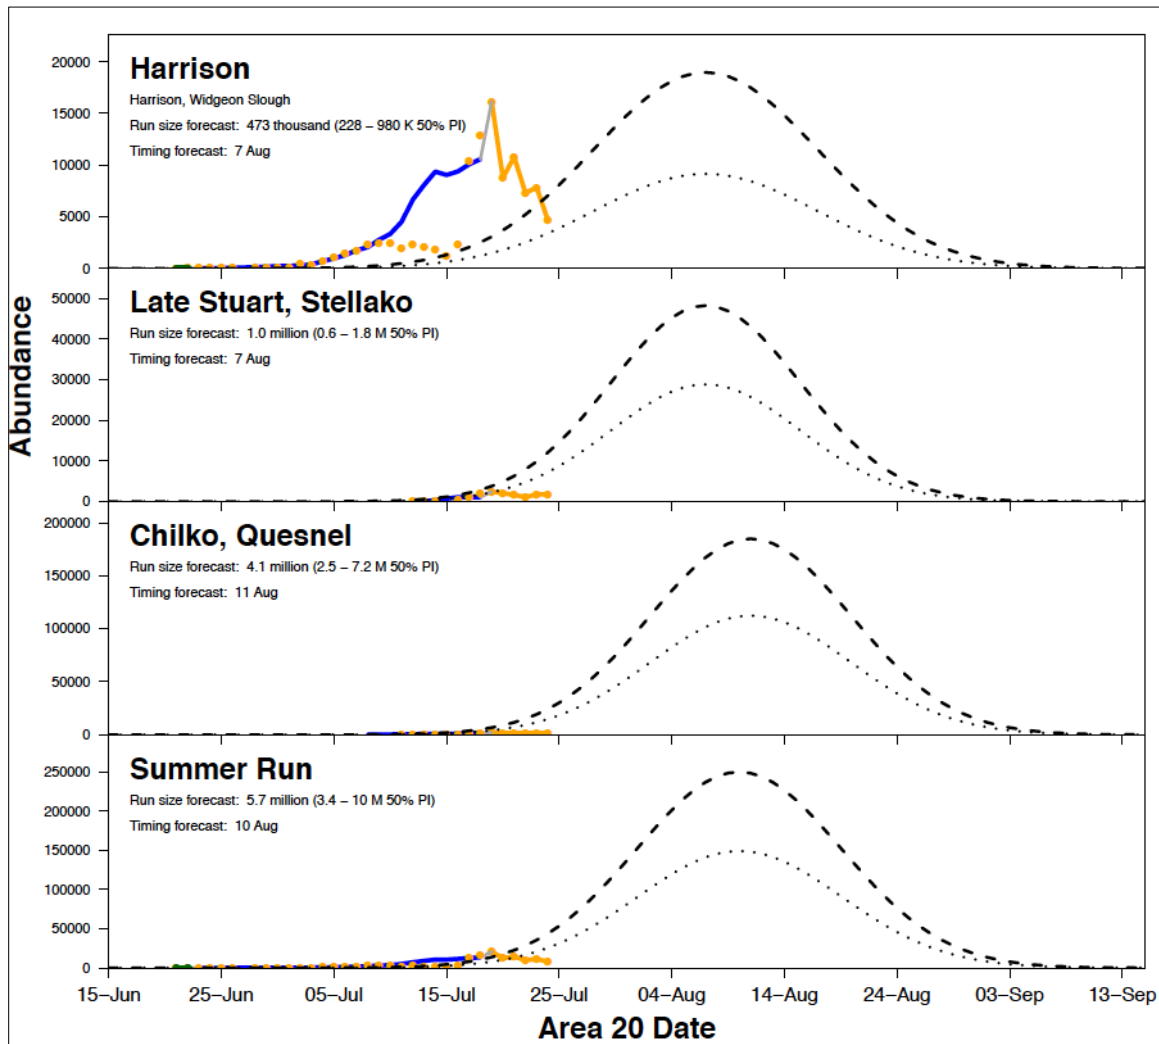 Abundance
20000
15000
10000
5000
0
Harrison
Harrison, Widgeon Slough
Run size forecast: 473 thousand (228 – 980 K 50% PI)
Timing forecast: 7 Aug
50000
40000
30000
20000
10000
0
Late Stuart, Stellako
Run size forecast: 1.0 million (0.6 – 1.8 M 50% PI)
Timing forecast: 7 Aug
200000
150000
100000
50000
0
Chilko, Quesnel
Run size forecast: 4.1 million (2.5 – 7.2 M 50% PI)
Timing forecast: 11 Aug
250000
200000
150000
100000
50000
0
Summer Run
Run size forecast: 5.7 million (3.4 – 10 M 50% PI)
Timing forecast: 10 Aug
15–Jun 25–Jun 05–Jul 15–Jul 25–Jul 04–Aug 14–Aug 24–Aug 03–Sep 13–Sep
Area 20 Date